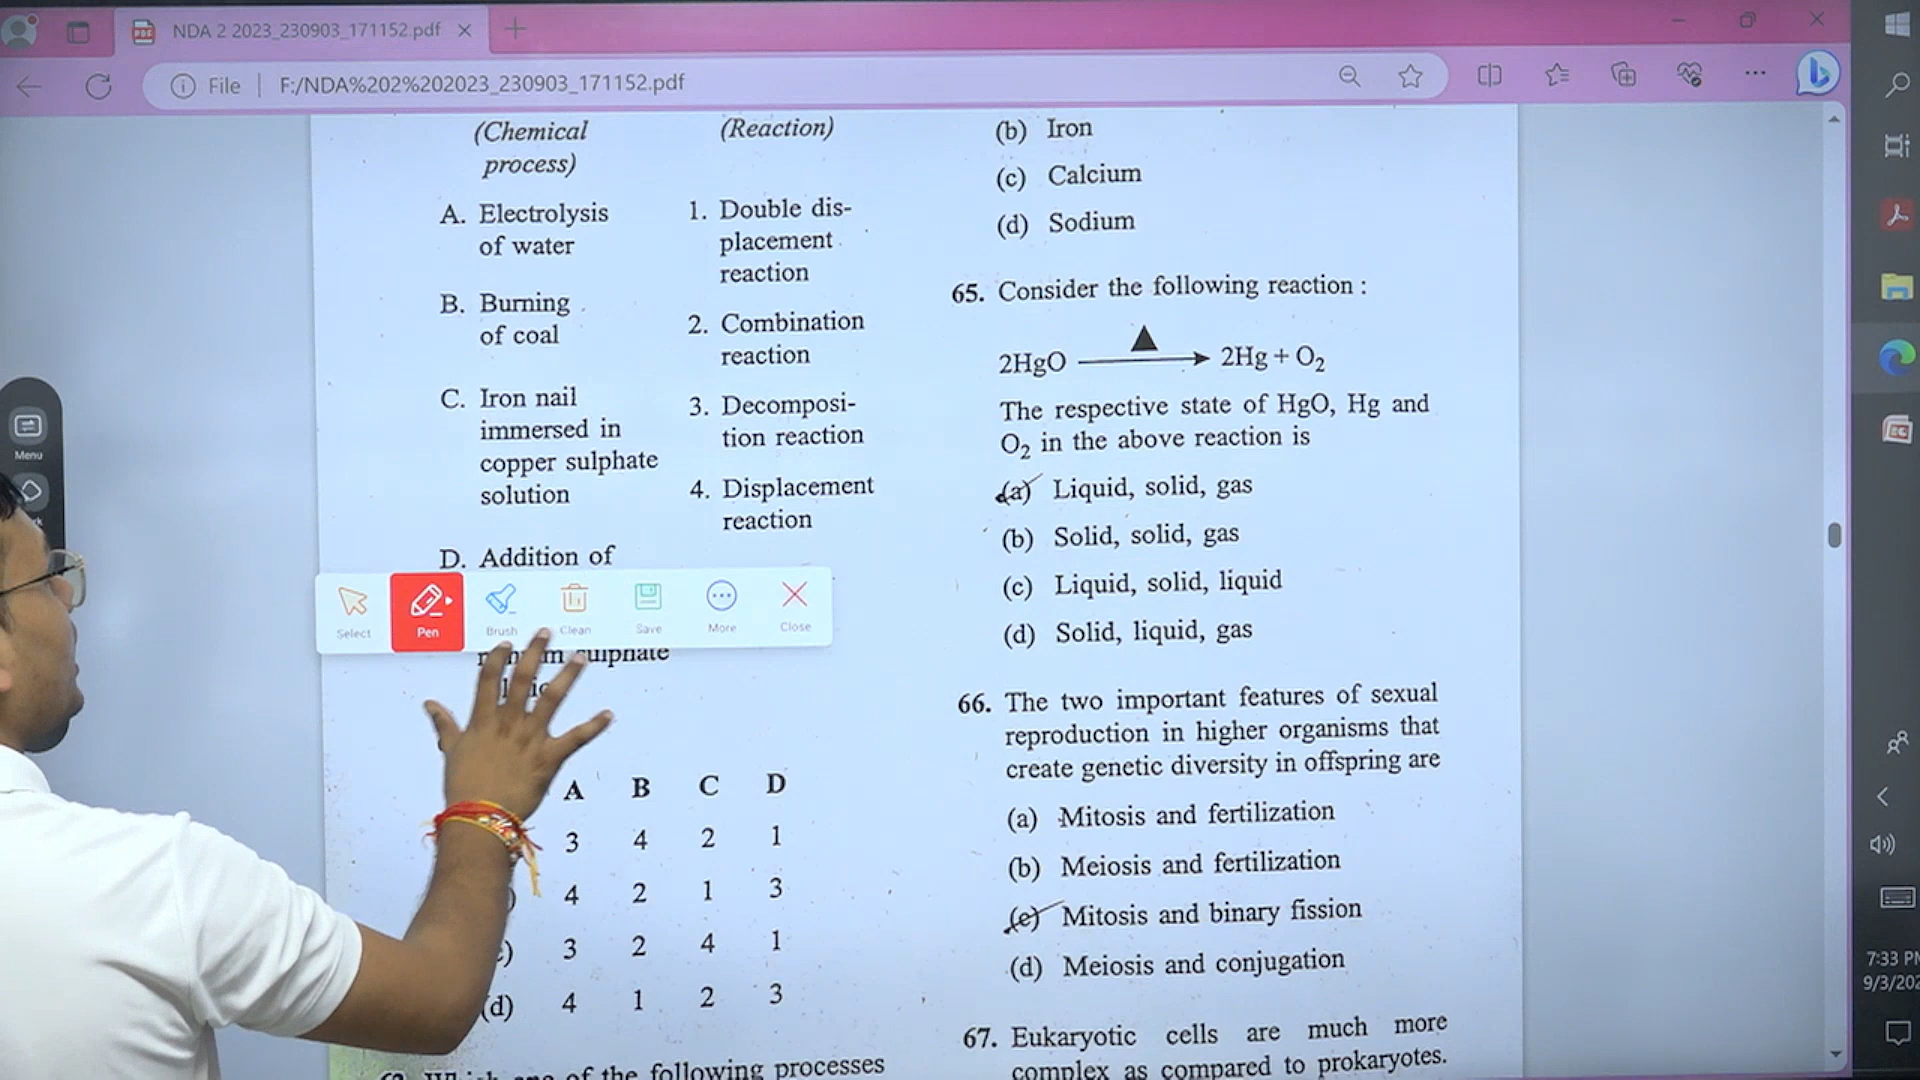 NDA 2 2023_230903_171152.pdf
File
F:/NDA%202%202023_230903_171152.pdf
(Chemical
process)
(Reaction)
A. Electrolysis
of water
B. Burning
of coal
C. Iron nail
immersed in
copper sulphate
solution
D. Addition of
sulphate
1. Double dis-
placement
reaction
2. Combination
reaction
3. Decomposi-
tion reaction
4. Displacement
reaction
Menu
Select
Pen
Brush
Clean
Save
More
Close
A B C D
3 4 2 1
4 2 1 3
3 2 4 1
(d) 4 1 2 3
of the following processes
(b) Iron
(c) Calcium
(d) Sodium
65. Consider the following reaction :
2HgO ▲→ 2Hg + O₂
The respective state of HgO, Hg and
O₂ in the above reaction is
(a) Liquid, solid, gas
(b) Solid, solid, gas
(c) Liquid, solid, liquid
(d) Solid, liquid, gas
66. The two important features of sexual
reproduction in higher organisms that
create genetic diversity in offspring are
(a) Mitosis and fertilization
(b) Meiosis and fertilization
(c) Mitosis and binary fission
(d) Meiosis and conjugation
67. Eukaryotic cells are much more
complex as compared to prokaryotes.
7:33 PM
9/3/202